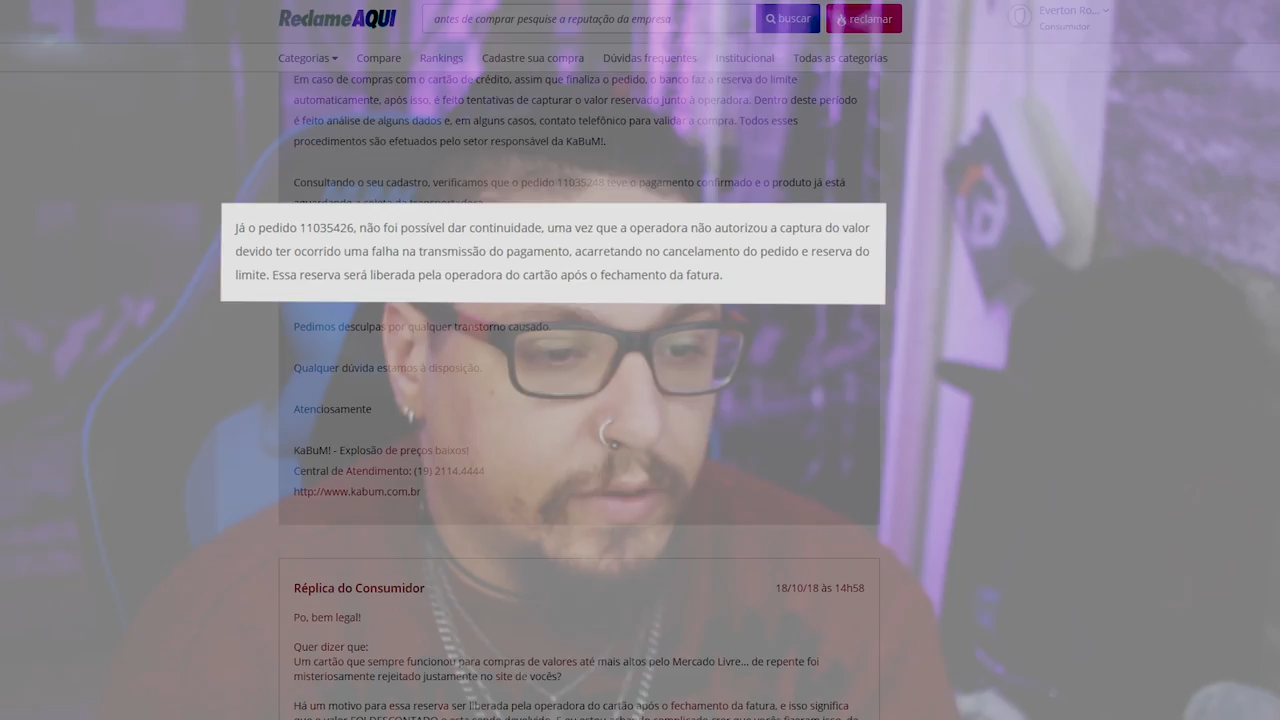 ReclameAQUI
antes de comprar pesquise a reputação da empresa
buscar
reclamar
Everton Ro...
Consumidor
Categorias
Compare
Rankings
Cadastre sua compra
Dúvidas frequentes
Institucional
Todas as categorias
Em caso de compras com o cartão de crédito, assim que finaliza o pedido, o banco faz a reserva do limite
automaticamente, após isso, é feito tentativas de capturar o valor reservado junto à operadora. Dentro deste período
é feito análise de alguns dados e, em alguns casos, contato telefônico para validar a compra. Todos esses
procedimentos são efetuados pelo setor responsável da KaBuM!.
Consultando o seu cadastro, verificamos que o pedido 11035248 teve o pagamento confirmado e o produto já está
aguardando a coleta da transportadora.
Já o pedido 11035426, não foi possível dar continuidade, uma vez que a operadora não autorizou a captura do valor
devido ter ocorrido uma falha na transmissão do pagamento, acarretando no cancelamento do pedido e reserva do
limite. Essa reserva será liberada pela operadora do cartão após o fechamento da fatura.
Pedimos desculpas por qualquer transtorno causado.
Qualquer dúvida estamos à disposição.
Atenciosamente
KaBuM! - Explosão de preços baixos!
Central de Atendimento: (19) 2114.4444
http://www.kabum.com.br
Réplica do Consumidor
18/10/18 às 14h58
Po, bem legal!
Quer dizer que:
Um cartão que sempre funcionou para compras de valores até mais altos pelo Mercado Livre... de repente foi
misteriosamente rejeitado justamente no site de vocês?
Há um motivo para essa reserva ser liberada pela operadora do cartão após o fechamento da fatura, e isso significa